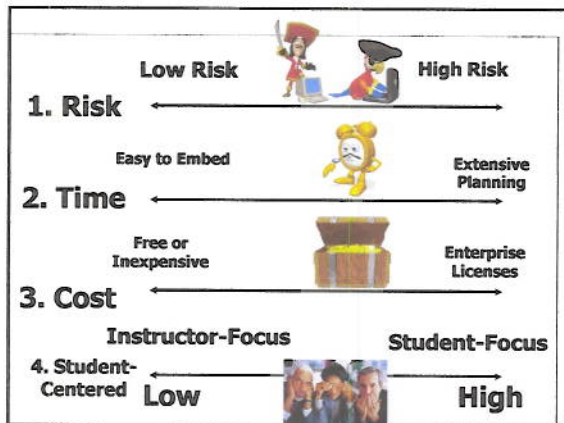 Low Risk
High Risk
1. Risk
Easy to Embed
Extensive
Planning
2. Time
Free or
Inexpensive
Enterprise
Licenses
3. Cost
Instructor-Focus
Student-Focus
4. Student-
Centered
Low
High